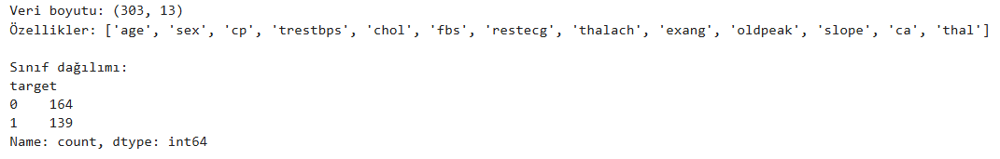 Veri boyutu: (303, 13)
Özellikler: ['age', 'sex', 'cp', 'trestbps', 'chol', 'fbs', 'restecg', 'thalach', 'exang', 'oldpeak', 'slope', 'ca', 'thal']
Sınıf dağılımı:
target
0    164
1    139
Name: count, dtype: int64